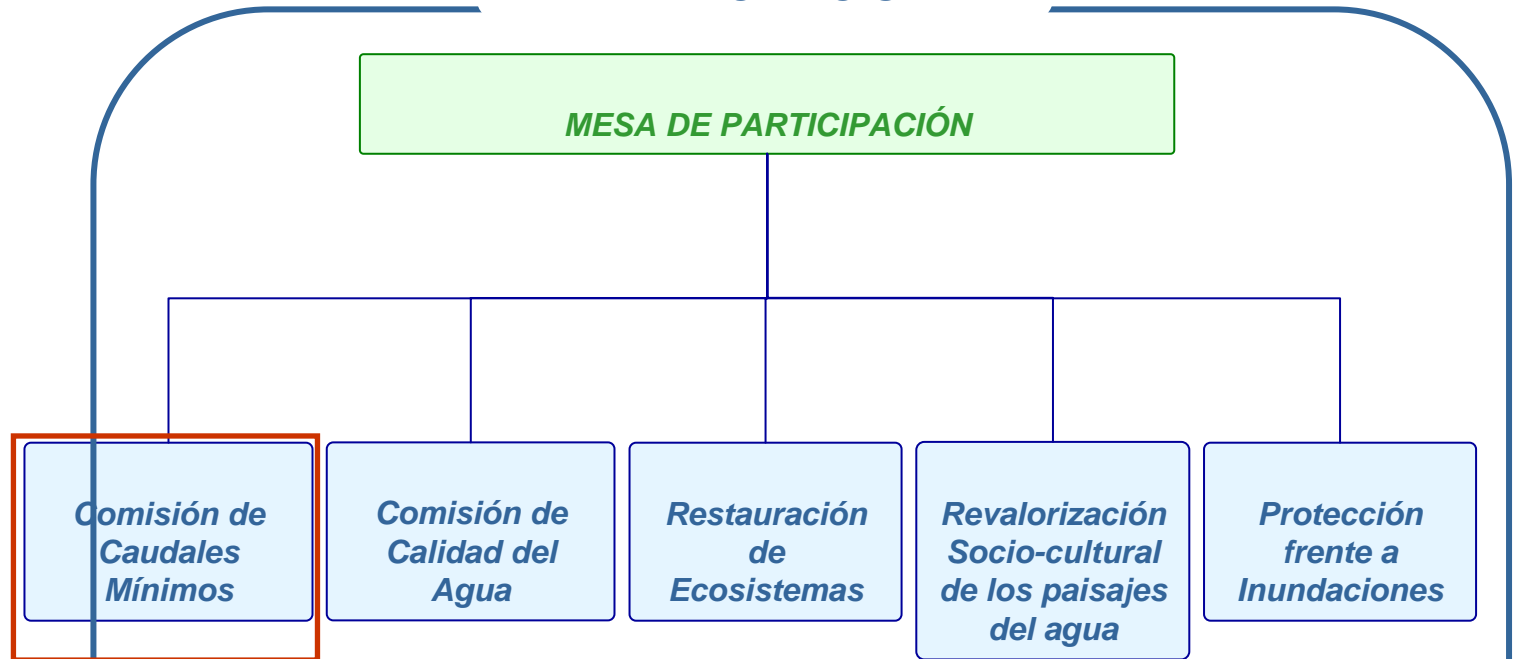 MESA DE PARTICIPACIÓN
Comisión de
Caudales
Mínimos
Comisión de
Calidad del
Agua
Restauración
de
Ecosistemas
Revalorización
Socio-cultural
de los paisajes
del agua
Protección
frente a
Inundaciones